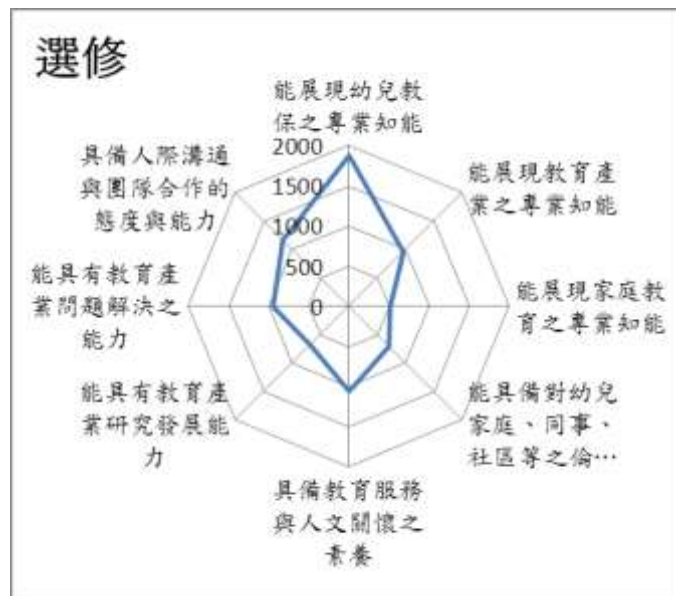 選修
能展現幼兒教
保之專業知能
2000
1500
1000
500
0
能展現教育產
業之專業知能
能展現家庭教
育之專業知能
能具備對幼兒
家庭、同事、
社區等之倫…
具備教育服務
與人文關懷之
素養
能具有教育產
業研究發展能
力
能具有教育產
業問題解決之
能力
具備人際溝通
與團隊合作的
態度與能力